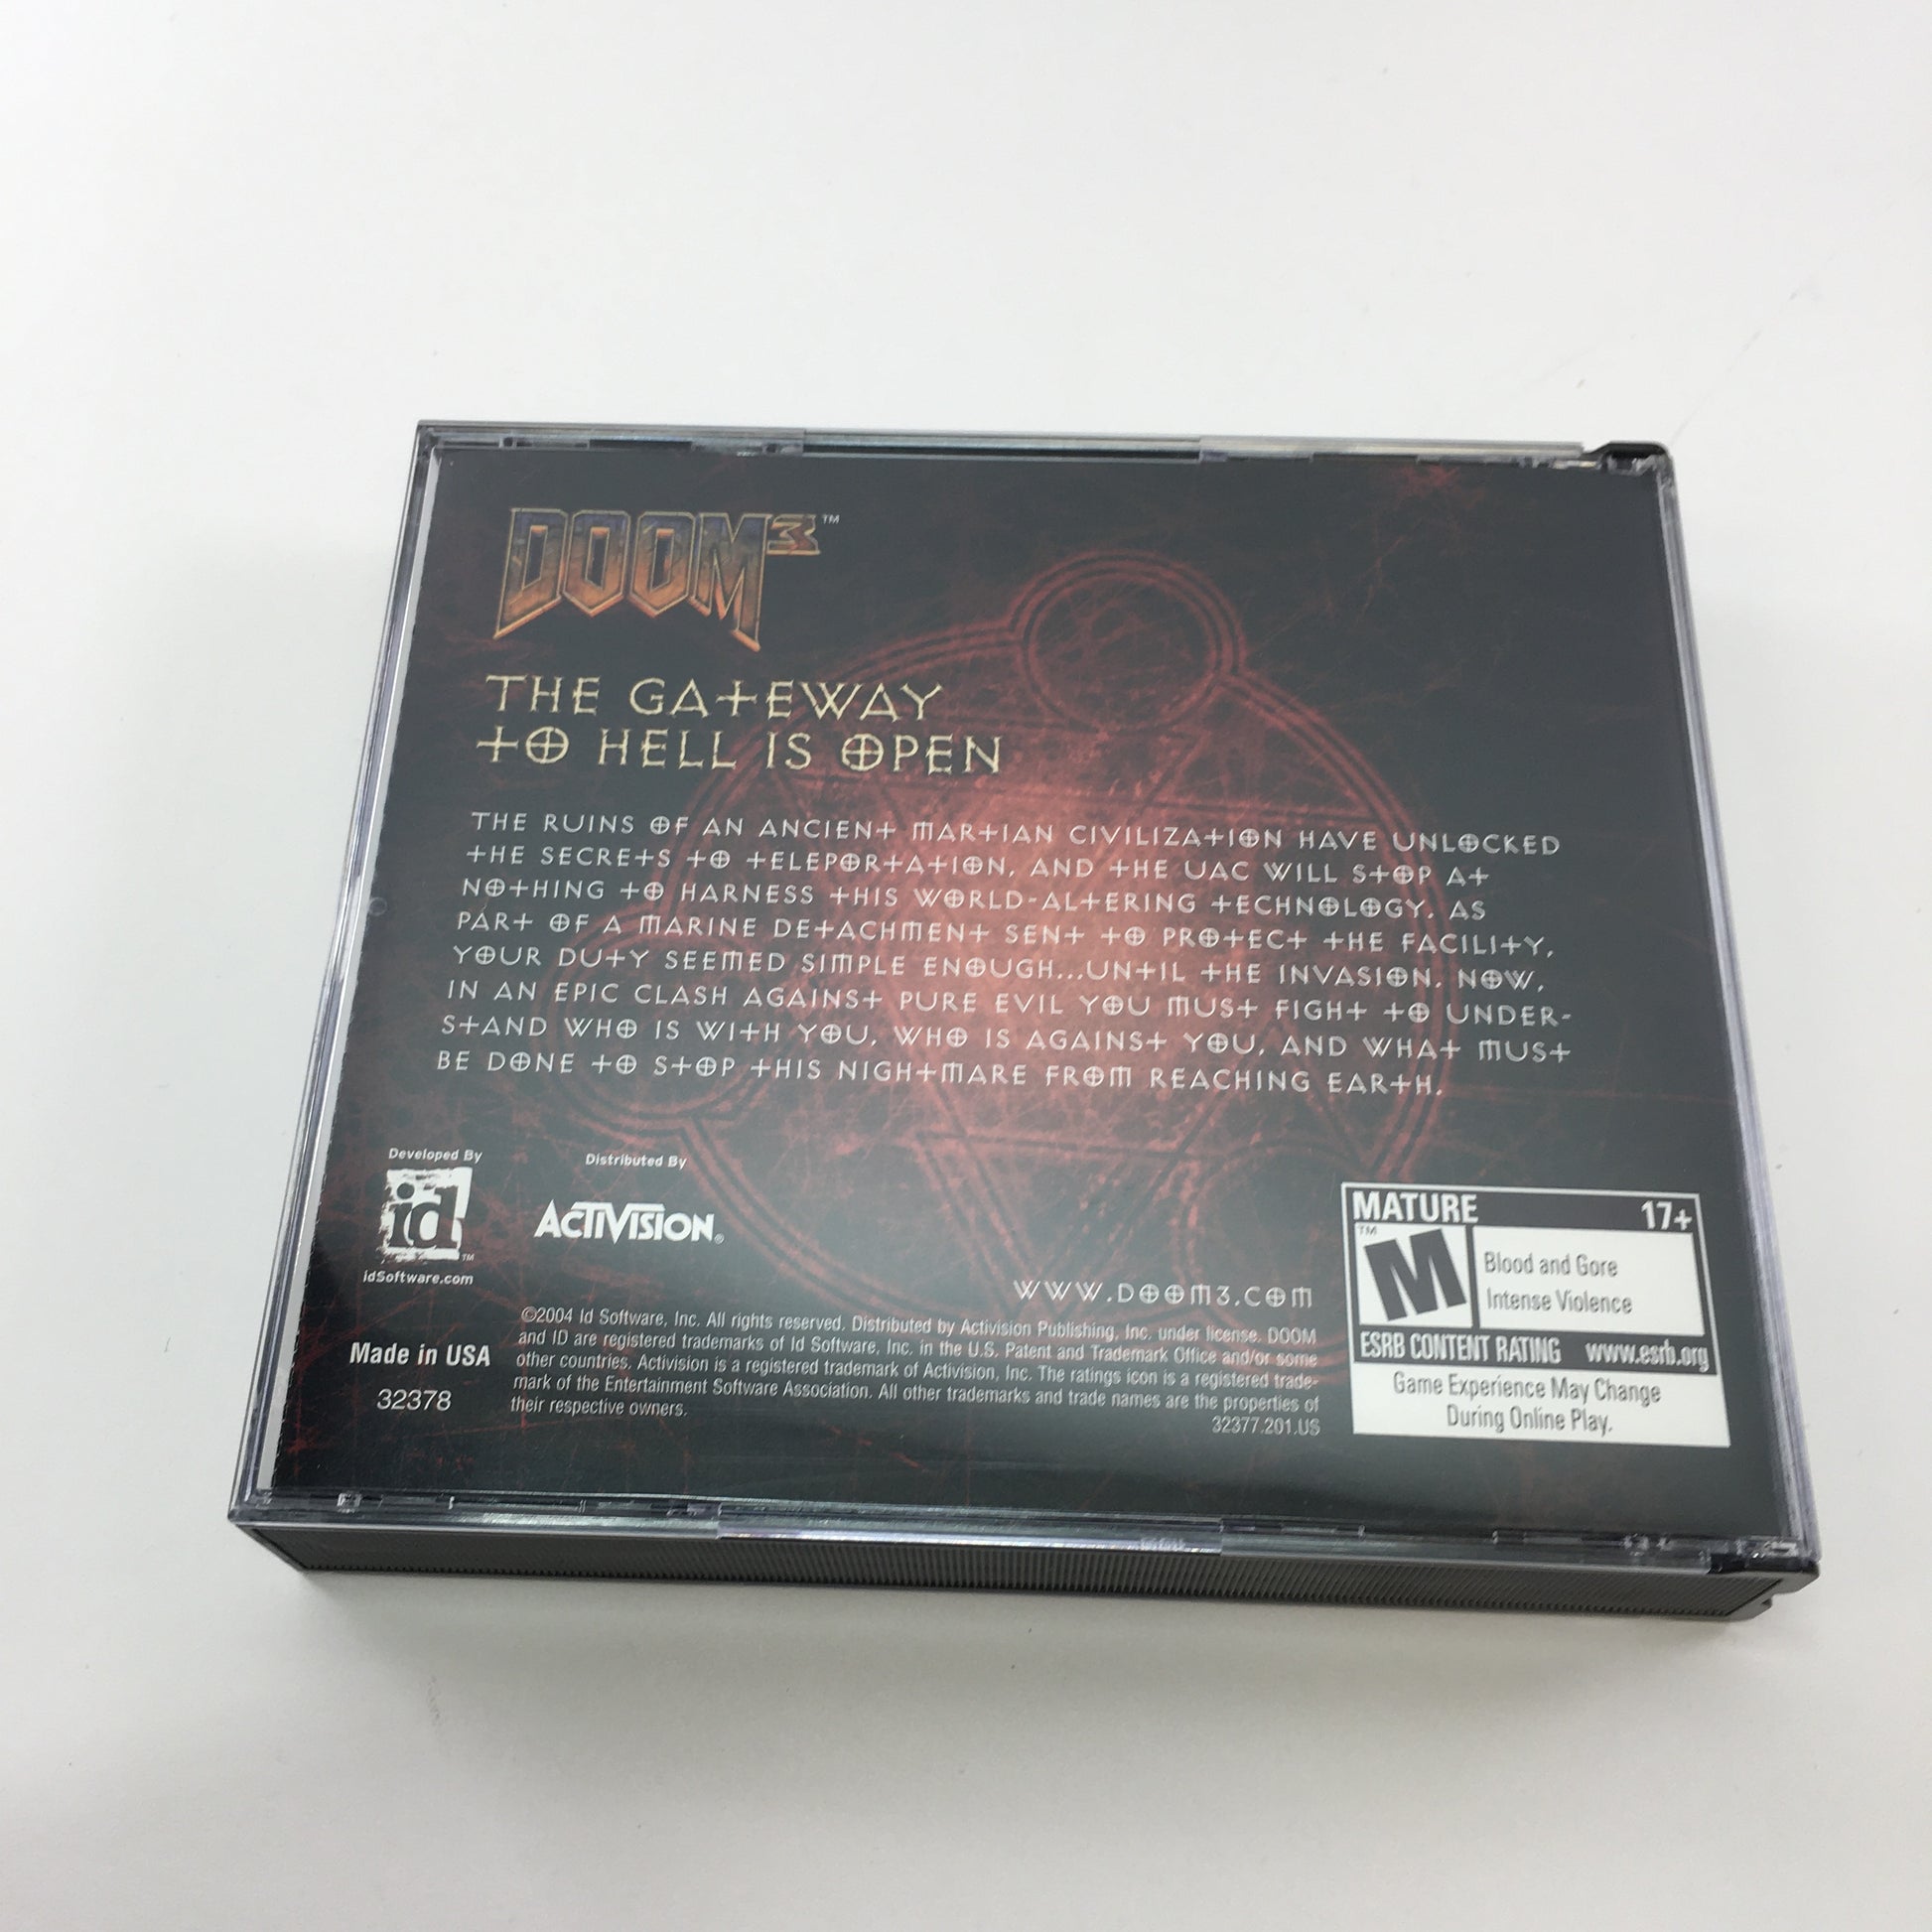 DOOM³™
THE GATEWAY
TO HELL IS OPEN
THE RUINS OF AN ANCIENT MARTIAN CIVILIZATION HAVE UNLOCKED
THE SECRETS TO TELEPORTATION, AND THE UAC WILL STOP AT
NOTHING TO HARNESS THIS WORLD-ALTERING TECHNOLOGY. AS
PART OF A MARINE DETACHMENT SENT TO PROTECT THE FACILITY,
YOUR DUTY SEEMED SIMPLE ENOUGH...UNTIL THE INVASION. NOW,
IN AN EPIC CLASH AGAINST PURE EVIL YOU MUST FIGHT TO UNDER-
STAND WHO IS WITH YOU, WHO IS AGAINST YOU, AND WHAT MUST
BE DONE TO STOP THIS NIGHTMARE FROM REACHING EARTH.
Developed By
id™
idSoftware.com
Distributed By
ACTIVISION®
Made in USA
32378
WWW.DOOM3.COM
©2004 Id Software, Inc. All rights reserved. Distributed by Activision Publishing, Inc. under license. DOOM
and ID are registered trademarks of Id Software, Inc. in the U.S. Patent and Trademark Office and/or some
other countries. Activision is a registered trademark of Activision, Inc. The ratings icon is a registered trade-
mark of the Entertainment Software Association. All other trademarks and trade names are the properties of
their respective owners.
32377.201.US
MATURE 17+
™
M
Blood and Gore
Intense Violence
ESRB CONTENT RATING www.esrb.org
Game Experience May Change
During Online Play.